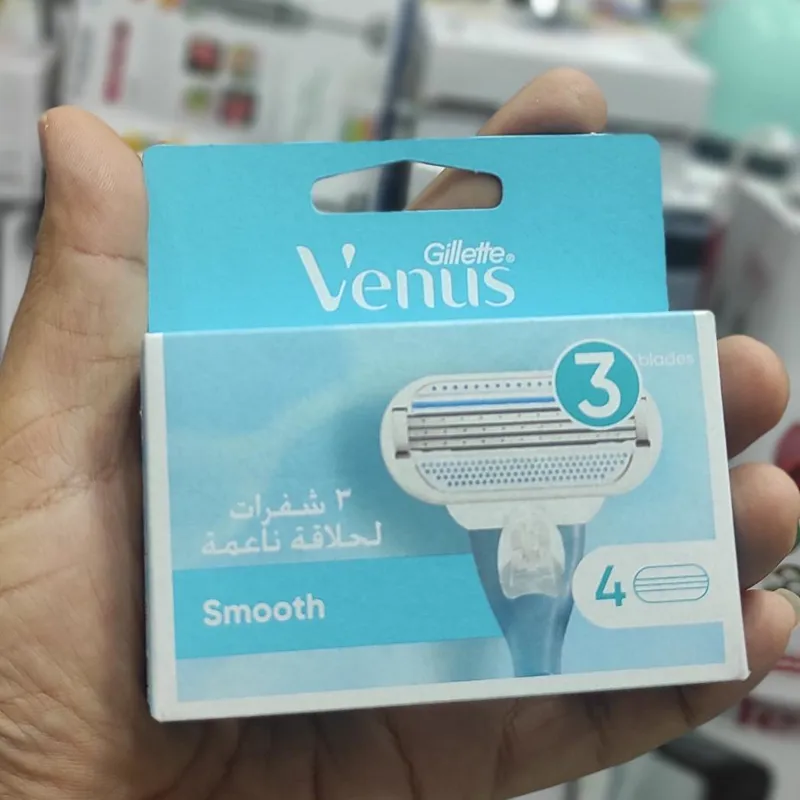 Gillette®
Venus
3 blades
٣ شفرات
لحلاقة ناعمة
Smooth
4